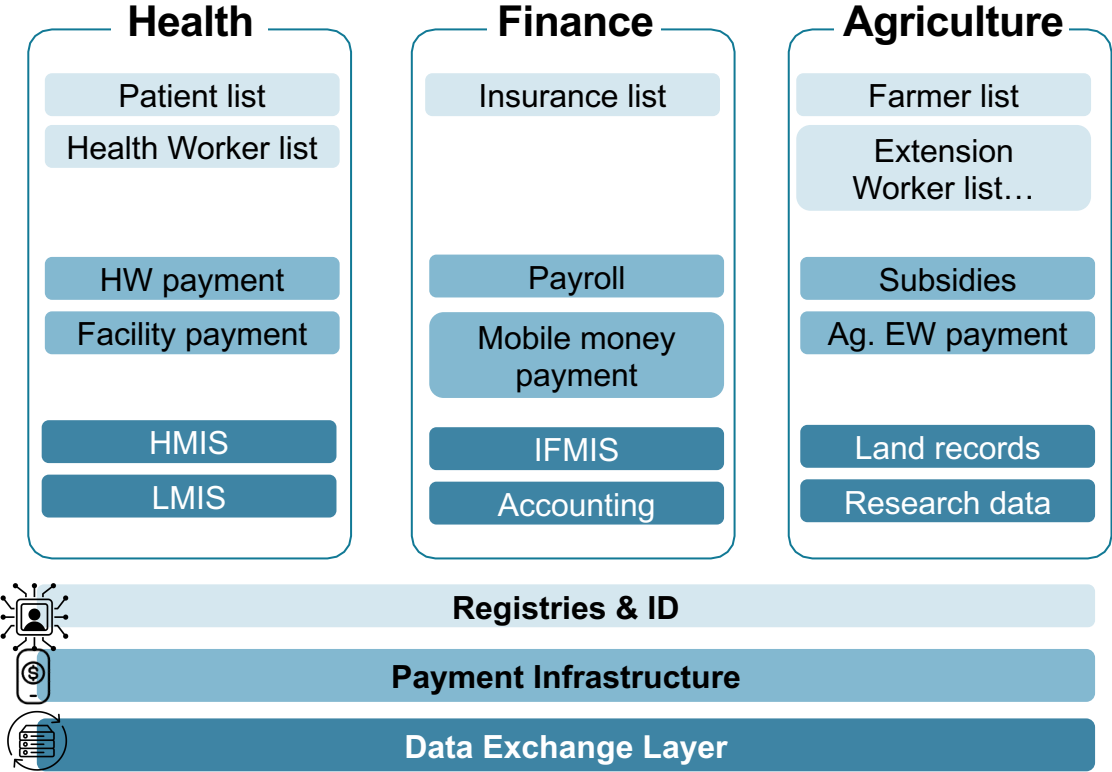 Health
Patient list
Health Worker list
HW payment
Facility payment
HMIS
LMIS
Finance
Insurance list
Payroll
Mobile money
payment
IFMIS
Accounting
Agriculture
Farmer list
Extension
Worker list…
Subsidies
Ag. EW payment
Land records
Research data
Registries & ID
$
Payment Infrastructure
Data Exchange Layer